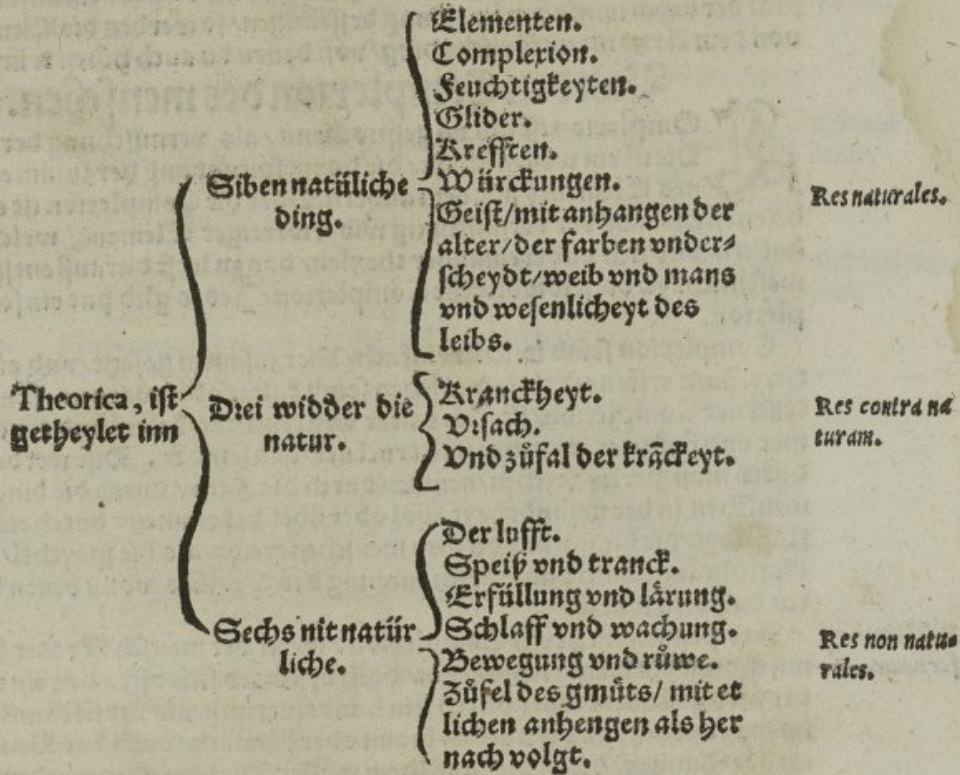 Theorica, ist
getheylet inn
Siben natüliche
ding.
Elementen.
Complexion.
Feuchtigkeyten.
Glider.
Krefften.
Würckungen.
Geist/mit anhangen der
alter/der farben vnder⸗
scheydt/weib vnd mans
vnd wesenlicheyt des
leibs.
Res naturales.
Drei widder die
natur.
Kranckheyt.
Vrsach.
Vnd zůfal der krãckeyt.
Res contra na
turam.
Sechs nit natür
liche.
Der lufft.
Speiß vnd tranck.
Erfüllung vnd lärung.
Schlaff vnd wachung.
Bewegung vnd růwe.
Zůfel des gmůts/ mit et
lichen anhengen als her
nach volgt.
Res non natu⸗
rales.